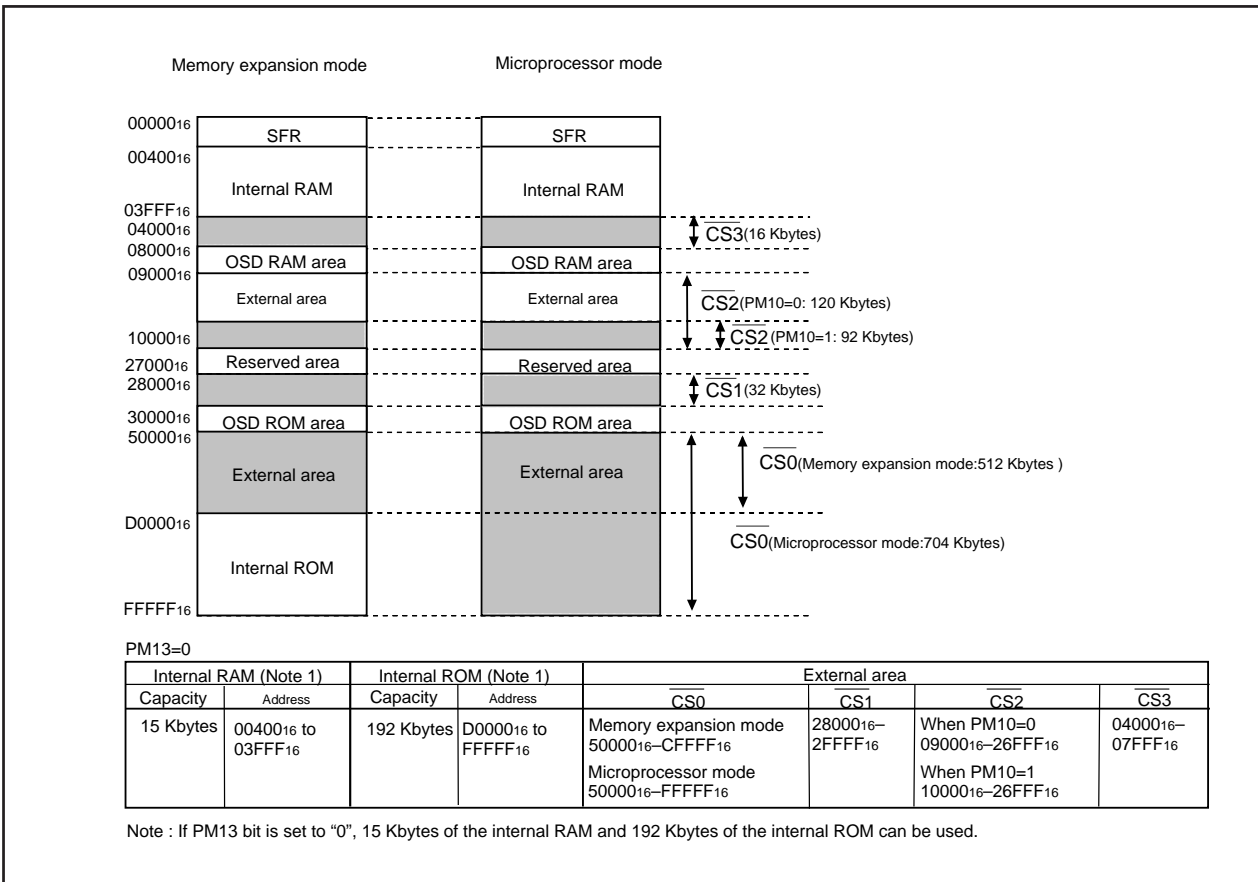 Memory expansion mode
Microprocessor mode
0000016
SFR
SFR
0040016
Internal RAM
Internal RAM
03FFF16
0400016
CS3(16 Kbytes)
0800016
OSD RAM area
OSD RAM area
0900016
External area
External area
CS2(PM10=0: 120 Kbytes)
1000016
CS2(PM10=1: 92 Kbytes)
2700016
Reserved area
Reserved area
2800016
CS1(32 Kbytes)
3000016
OSD ROM area
OSD ROM area
5000016
External area
External area
CS0(Memory expansion mode:512 Kbytes )
D000016
CS0(Microprocessor mode:704 Kbytes)
Internal ROM
FFFFF16
PM13=0
Internal RAM (Note 1) Internal ROM (Note 1) External area
Capacity Address Capacity Address CS0 CS1 CS2 CS3
15 Kbytes 0040016 to 192 Kbytes D000016 to Memory expansion mode 2800016– When PM10=0 0400016–
03FFF16 FFFFF16 5000016–CFFFF16 2FFFF16 0900016–26FFF16 07FFF16
Microprocessor mode When PM10=1
5000016–FFFFF16 1000016–26FFF16
Note : If PM13 bit is set to “0”, 15 Kbytes of the internal RAM and 192 Kbytes of the internal ROM can be used.